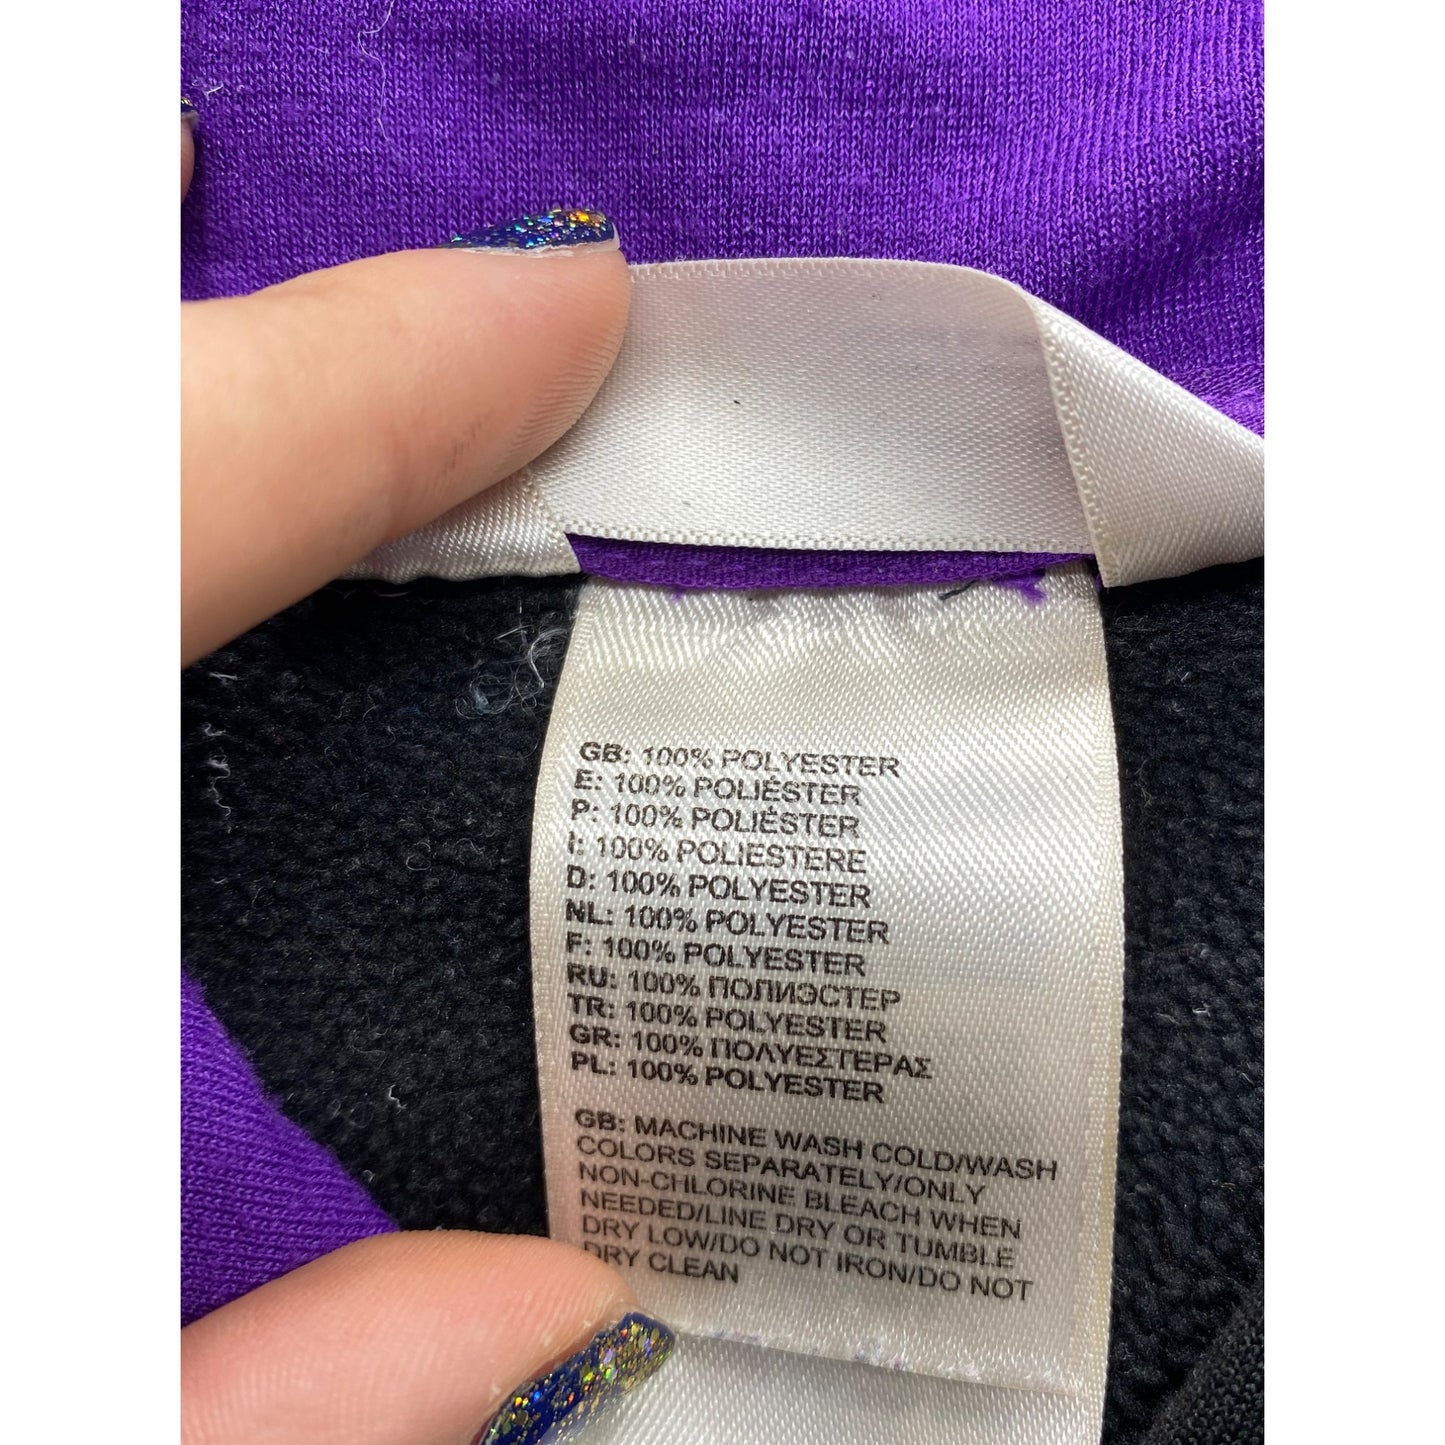 GB: 100% POLYESTER
E: 100% POLIÉSTER
P: 100% POLIÉSTER
I: 100% POLIESTERE
D: 100% POLYESTER
NL: 100% POLYESTER
F: 100% POLYESTER
RU: 100% ПОЛИЭСТЕР
TR: 100% POLYESTER
GR: 100% ΠΟΛΥΕΣΤΕΡΑΣ
PL: 100% POLYESTER
GB: MACHINE WASH COLD/WASH
COLORS SEPARATELY/ONLY
NON-CHLORINE BLEACH WHEN
NEEDED/LINE DRY OR TUMBLE
DRY LOW/DO NOT IRON/DO NOT
DRY CLEAN